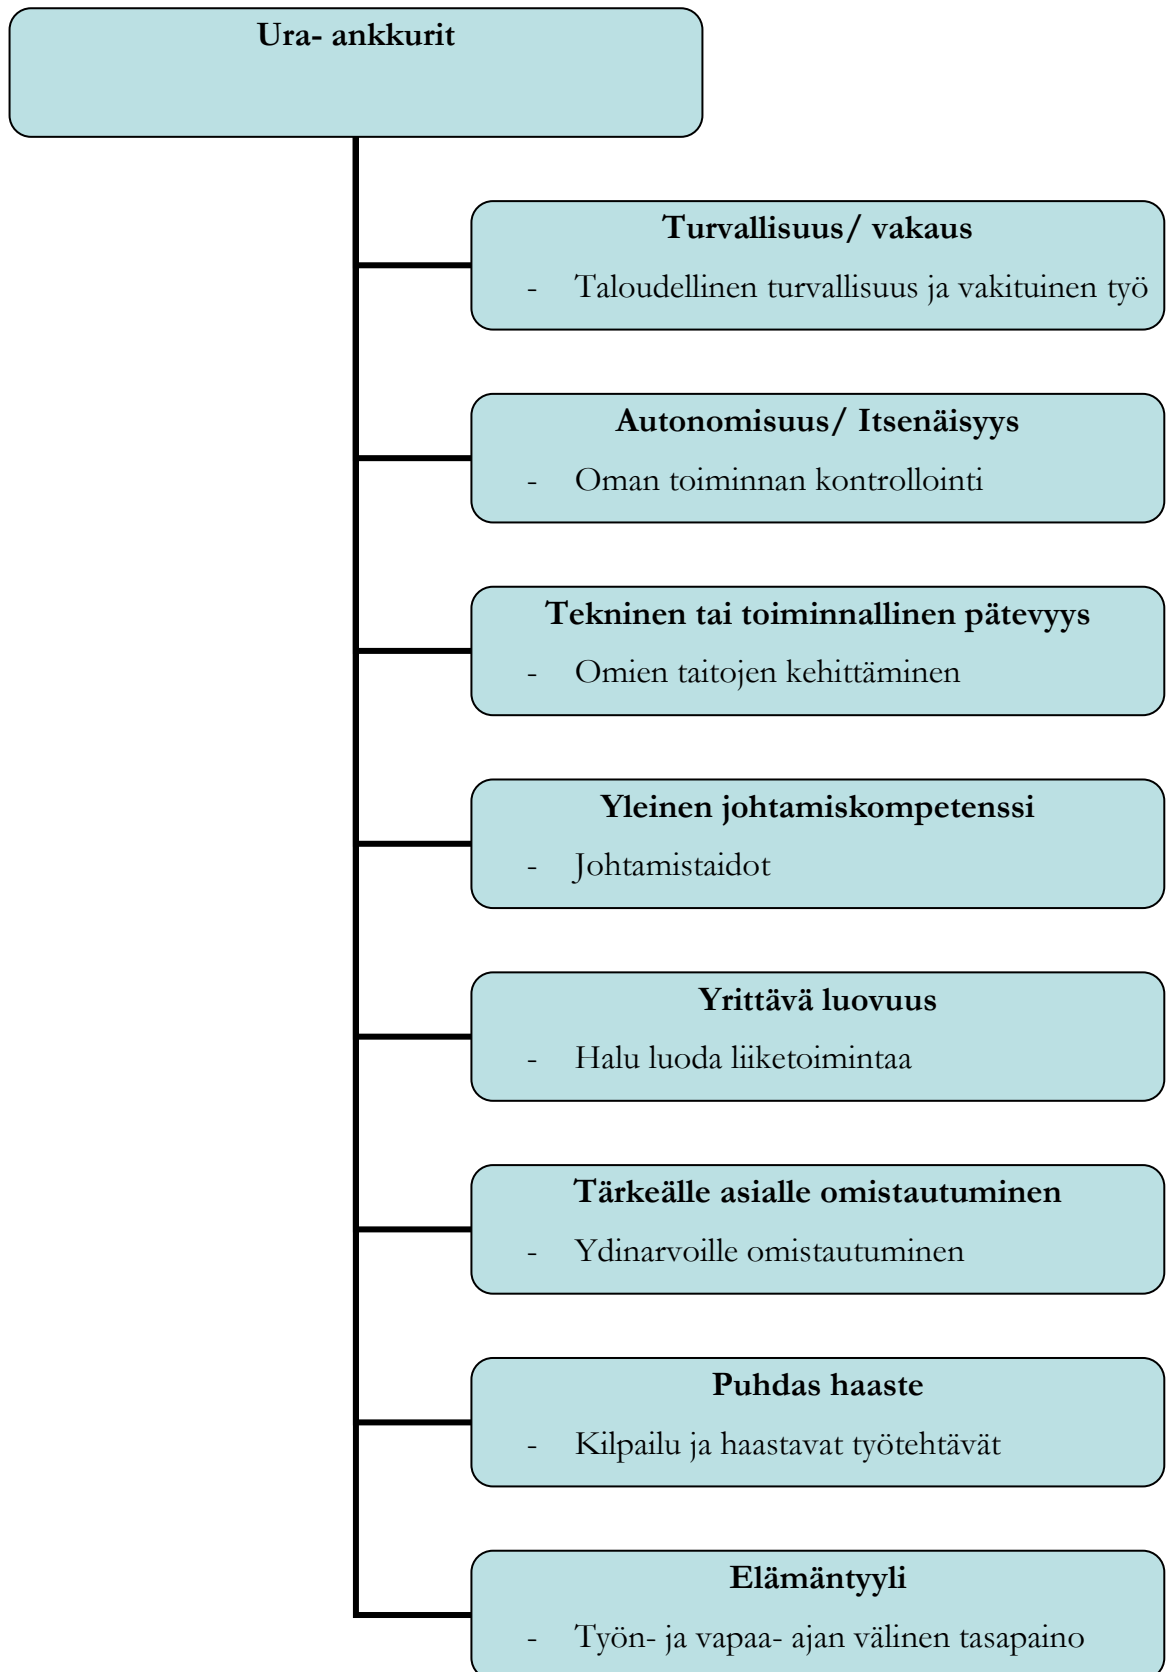 Ura- ankkurit
Turvallisuus/ vakaus
- Taloudellinen turvallisuus ja vakituinen työ
Autonomisuus/ Itsenäisyys
- Oman toiminnan kontrollointi
Tekninen tai toiminnallinen pätevyys
- Omien taitojen kehittäminen
Yleinen johtamiskompetenssi
- Johtamistaidot
Yrittävä luovuus
- Halu luoda liiketoimintaa
Tärkeälle asialle omistautuminen
- Ydinarvoille omistautuminen
Puhdas haaste
- Kilpailu ja haastavat työtehtävät
Elämäntyyli
- Työn- ja vapaa- ajan välinen tasapaino